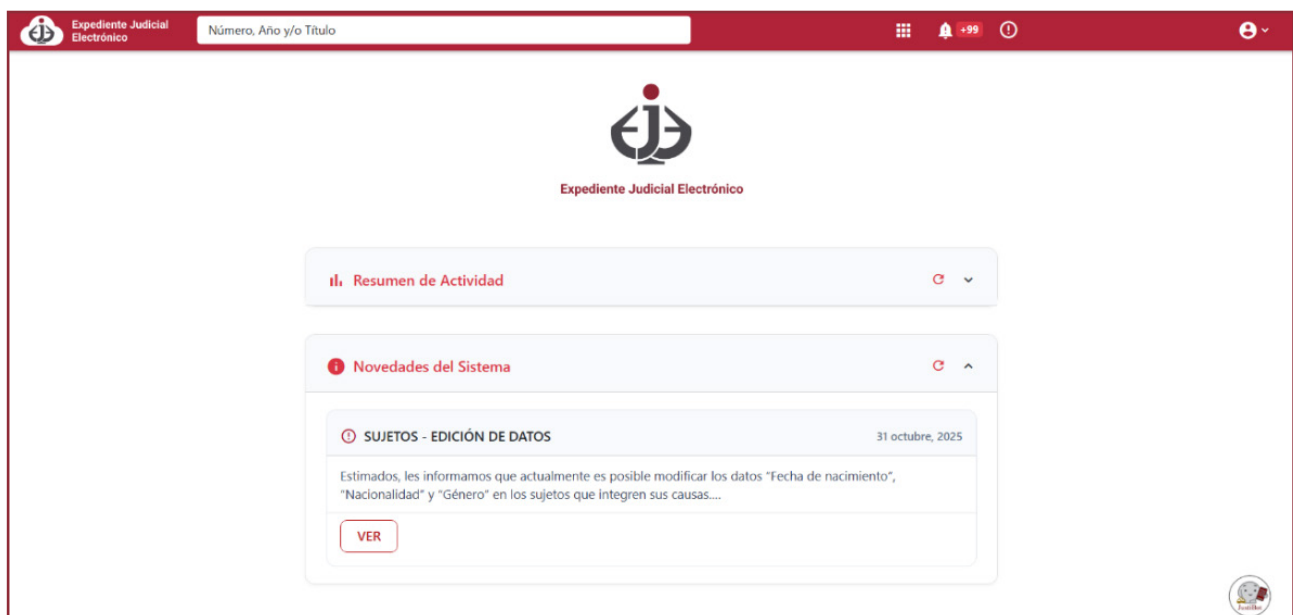 Expediente Judicial
Electrónico
Número, Año y/o Título
+99
Expediente Judicial Electrónico
Resumen de Actividad
Novedades del Sistema
SUJETOS - EDICIÓN DE DATOS
31 octubre, 2025
Estimados, les informamos que actualmente es posible modificar los datos "Fecha de nacimiento",
"Nacionalidad" y "Género" en los sujetos que integren sus causas....
VER